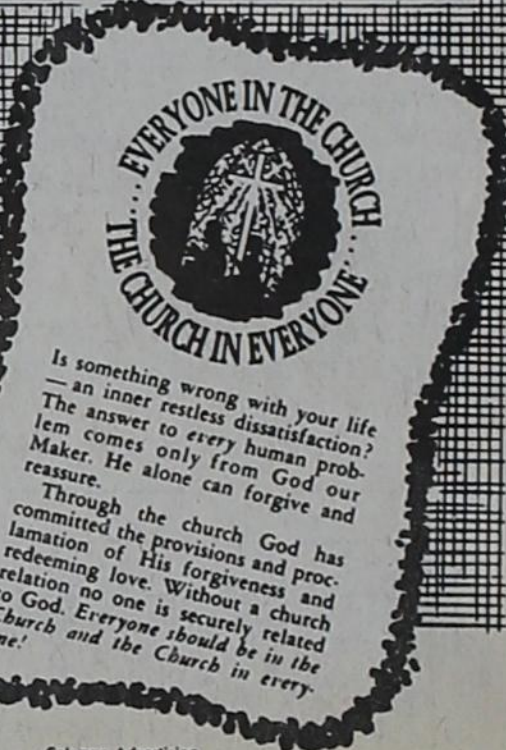 ... EVERYONE IN THE CHURCH ...
THE CHURCH IN EVERYONE
Is something wrong with your life
— an inner restless dissatisfaction?
The answer to every human prob-
lem comes only from God our
Maker. He alone can forgive and
reassure.
Through the church God has
committed the provisions and proc-
lamation of His forgiveness and
redeeming love. Without a church
relation no one is securely related
to God. Everyone should be in the
Church and the Church in every-